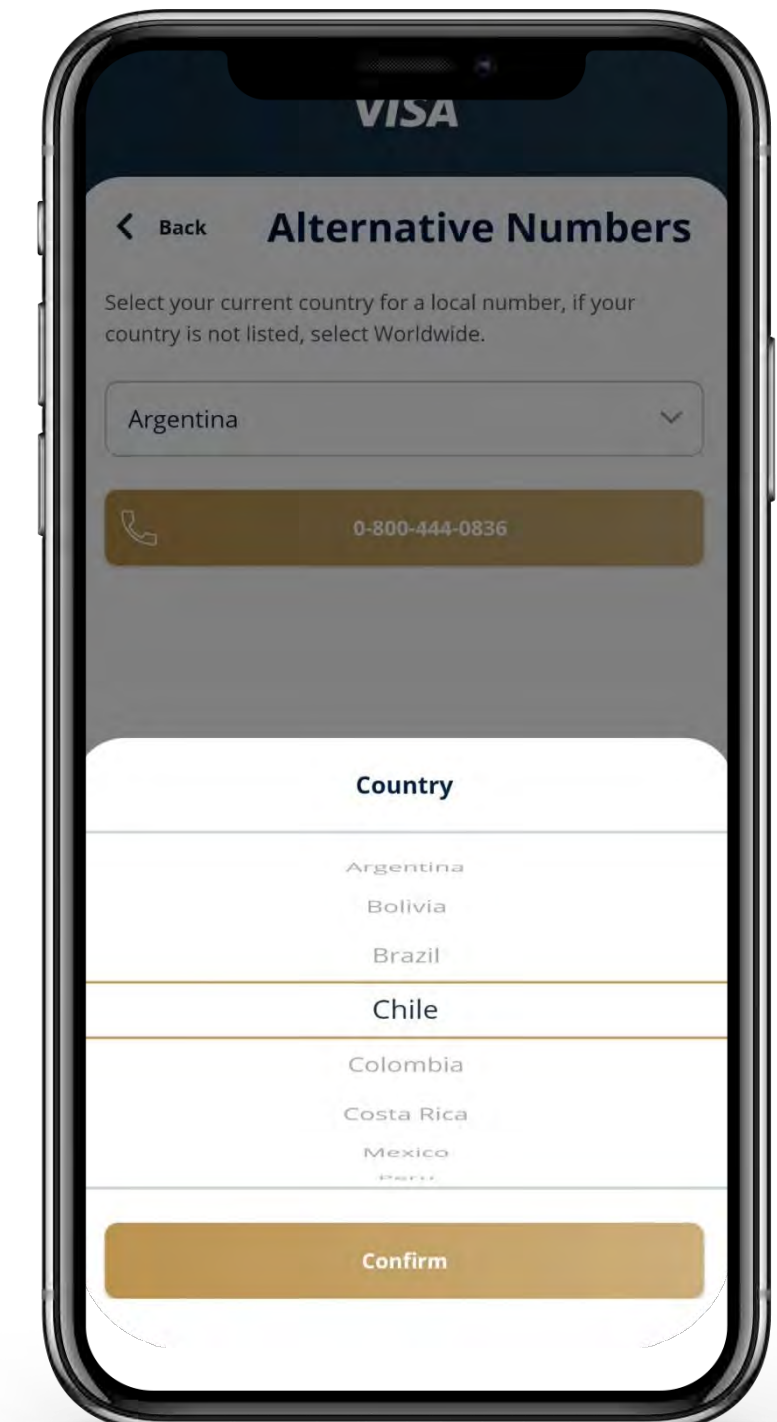 VISA
Back
Alternative Numbers
Select your current country for a local number, if your
country is not listed, select Worldwide.
Argentina
0-800-444-0836
Country
Argentina
Bolivia
Brazil
Chile
Colombia
Costa Rica
Mexico
Peru
Confirm